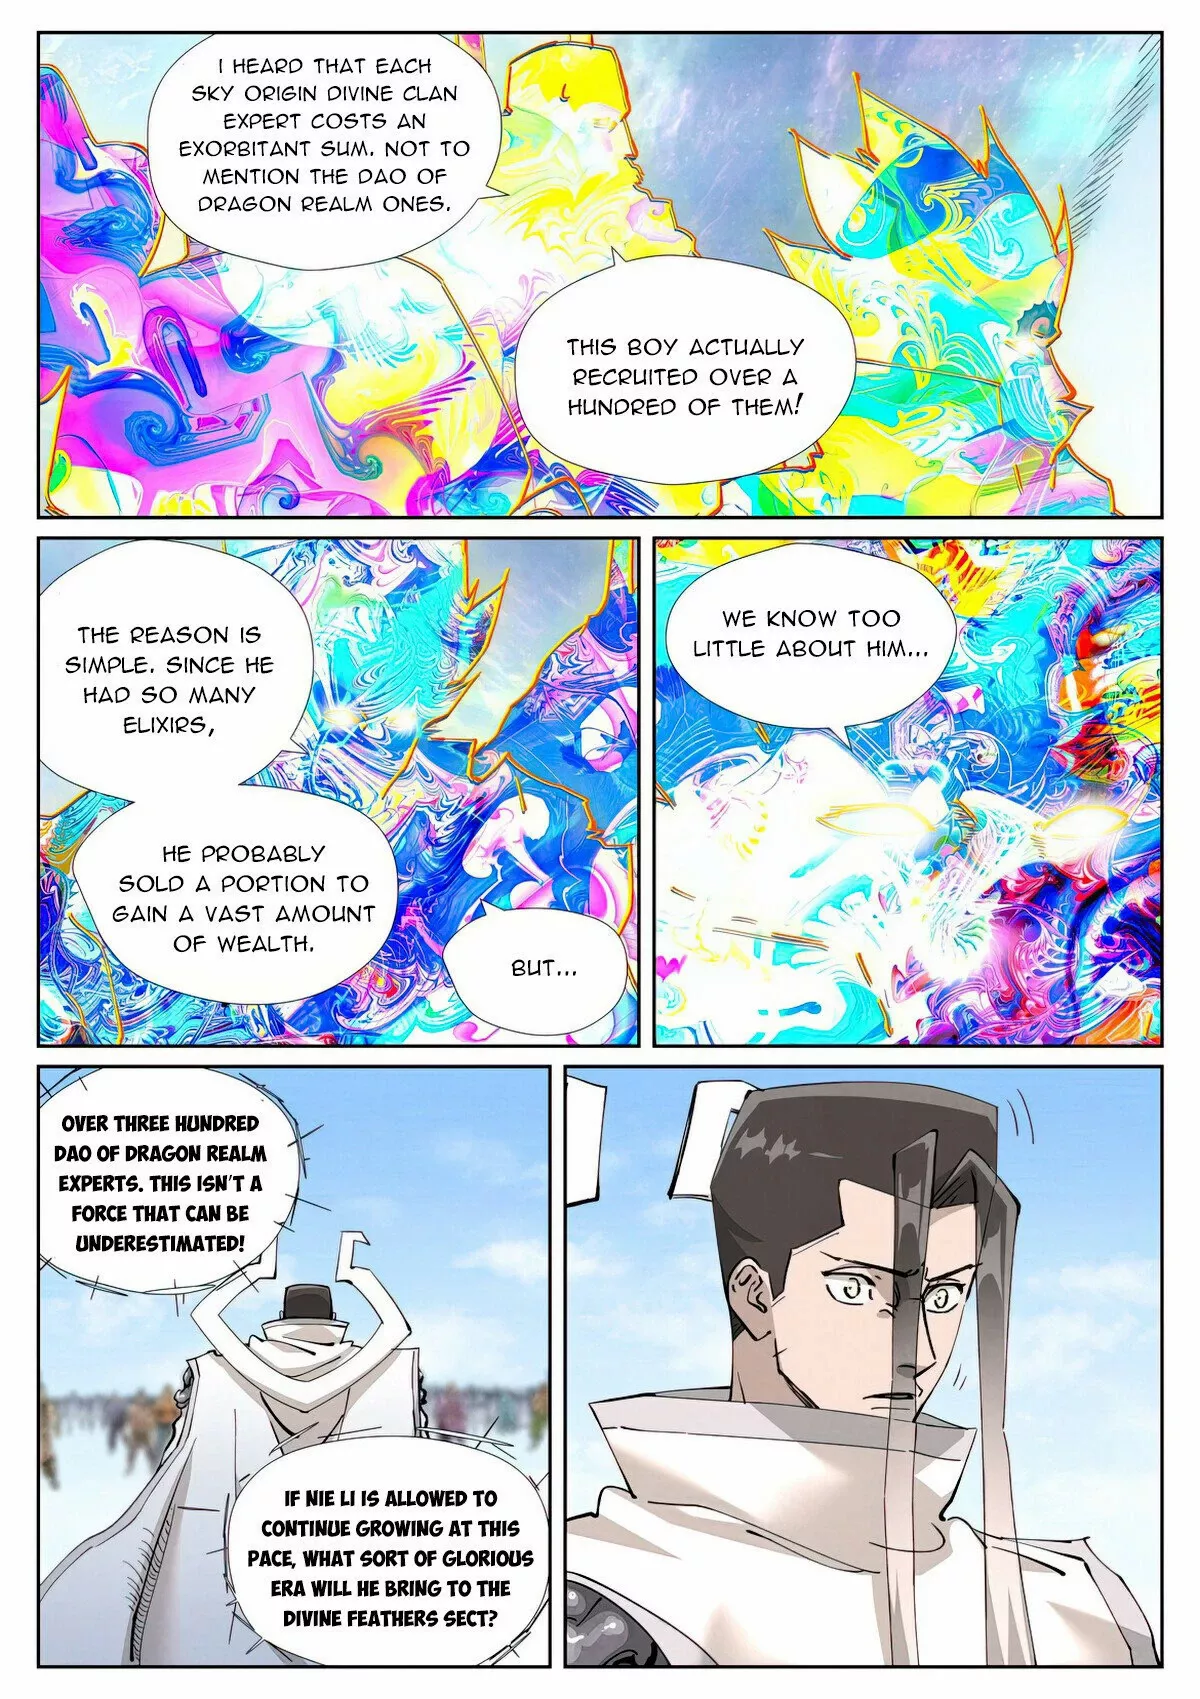 I HEARD THAT EACH
SKY ORIGIN DIVINE CLAN
EXPERT COSTS AN
EXORBITANT SUM. NOT TO
MENTION THE DAO OF
DRAGON REALM ONES.
THIS BOY ACTUALLY
RECRUITED OVER A
HUNDRED OF THEM!
THE REASON IS
SIMPLE. SINCE HE
HAD SO MANY
ELIXIRS,
HE PROBABLY
SOLD A PORTION TO
GAIN A VAST AMOUNT
OF WEALTH.
BUT...
WE KNOW TOO
LITTLE ABOUT HIM...
OVER THREE HUNDRED
DAO OF DRAGON REALM
EXPERTS. THIS ISN'T A
FORCE THAT CAN BE
UNDERESTIMATED!
IF NIE LI IS ALLOWED TO
CONTINUE GROWING AT THIS
PACE, WHAT SORT OF GLORIOUS
ERA WILL HE BRING TO THE
DIVINE FEATHERS SECT?